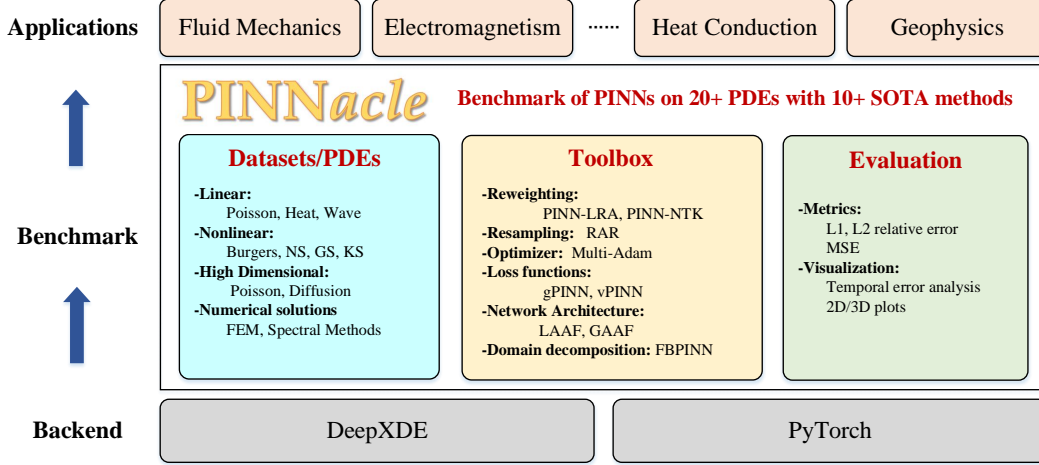 Applications
Fluid Mechanics
Electromagnetism
......
Heat Conduction
Geophysics
PINNacle
Benchmark of PINNs on 20+ PDEs with 10+ SOTA methods
Benchmark
Datasets/PDEs
-Linear:
Poisson, Heat, Wave
-Nonlinear:
Burgers, NS, GS, KS
-High Dimensional:
Poisson, Diffusion
-Numerical solutions
FEM, Spectral Methods
Toolbox
-Reweighting:
PINN-LRA, PINN-NTK
-Resampling: RAR
-Optimizer: Multi-Adam
-Loss functions:
gPINN, vPINN
-Network Architecture:
LAAF, GAAF
-Domain decomposition: FBPINN
Evaluation
-Metrics:
L1, L2 relative error
MSE
-Visualization:
Temporal error analysis
2D/3D plots
Backend
DeepXDE
PyTorch